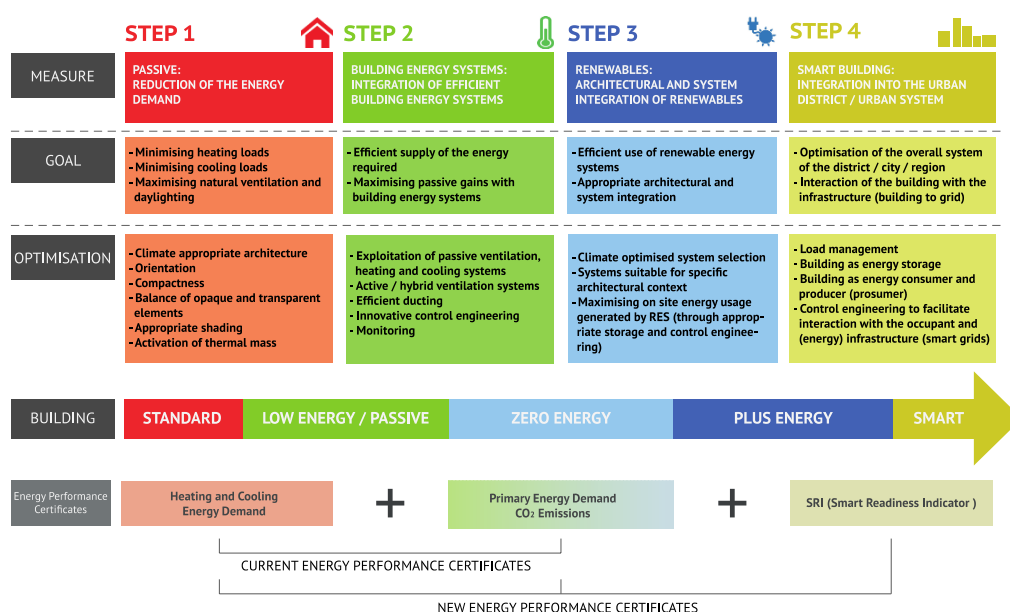 STEP 1
STEP 2
STEP 3
STEP 4
MEASURE
PASSIVE:
REDUCTION OF THE ENERGY
DEMAND
BUILDING ENERGY SYSTEMS:
INTEGRATION OF EFFICIENT
BUILDING ENERGY SYSTEMS
RENEWABLES:
ARCHITECTURAL AND SYSTEM
INTEGRATION OF RENEWABLES
SMART BUILDING:
INTEGRATION INTO THE URBAN
DISTRICT / URBAN SYSTEM
GOAL
- Minimising heating loads
- Minimising cooling loads
- Maximising natural ventilation and
daylighting
- Efficient supply of the energy
required
- Maximising passive gains with
building energy systems
- Efficient use of renewable energy
systems
- Appropriate architectural and
system integration
- Optimisation of the overall system
of the district / city / region
- Interaction of the building with the
infrastructure (building to grid)
OPTIMISATION
- Climate appropriate architecture
- Orientation
- Compactness
- Balance of opaque and transparent
elements
- Appropriate shading
- Activation of thermal mass
- Exploitation of passive ventilation,
heating and cooling systems
- Active / hybrid ventilation systems
- Efficient ducting
- Innovative control engineering
- Monitoring
- Climate optimised system selection
- Systems suitable for specific
architectural context
- Maximising on site energy usage
generated by RES (through approp-
riate storage and control enginee-
ring)
- Load management
- Building as energy storage
- Building as energy consumer and
producer (prosumer)
- Control engineering to facilitate
interaction with the occupant and
(energy) infrastructure (smart grids)
BUILDING
STANDARD
LOW ENERGY / PASSIVE
ZERO ENERGY
PLUS ENERGY
SMART
Energy Performance
Certificates
Heating and Cooling
Energy Demand
+
Primary Energy Demand
CO₂ Emissions
+
SRI (Smart Readiness Indicator )
CURRENT ENERGY PERFORMANCE CERTIFICATES
NEW ENERGY PERFORMANCE CERTIFICATES